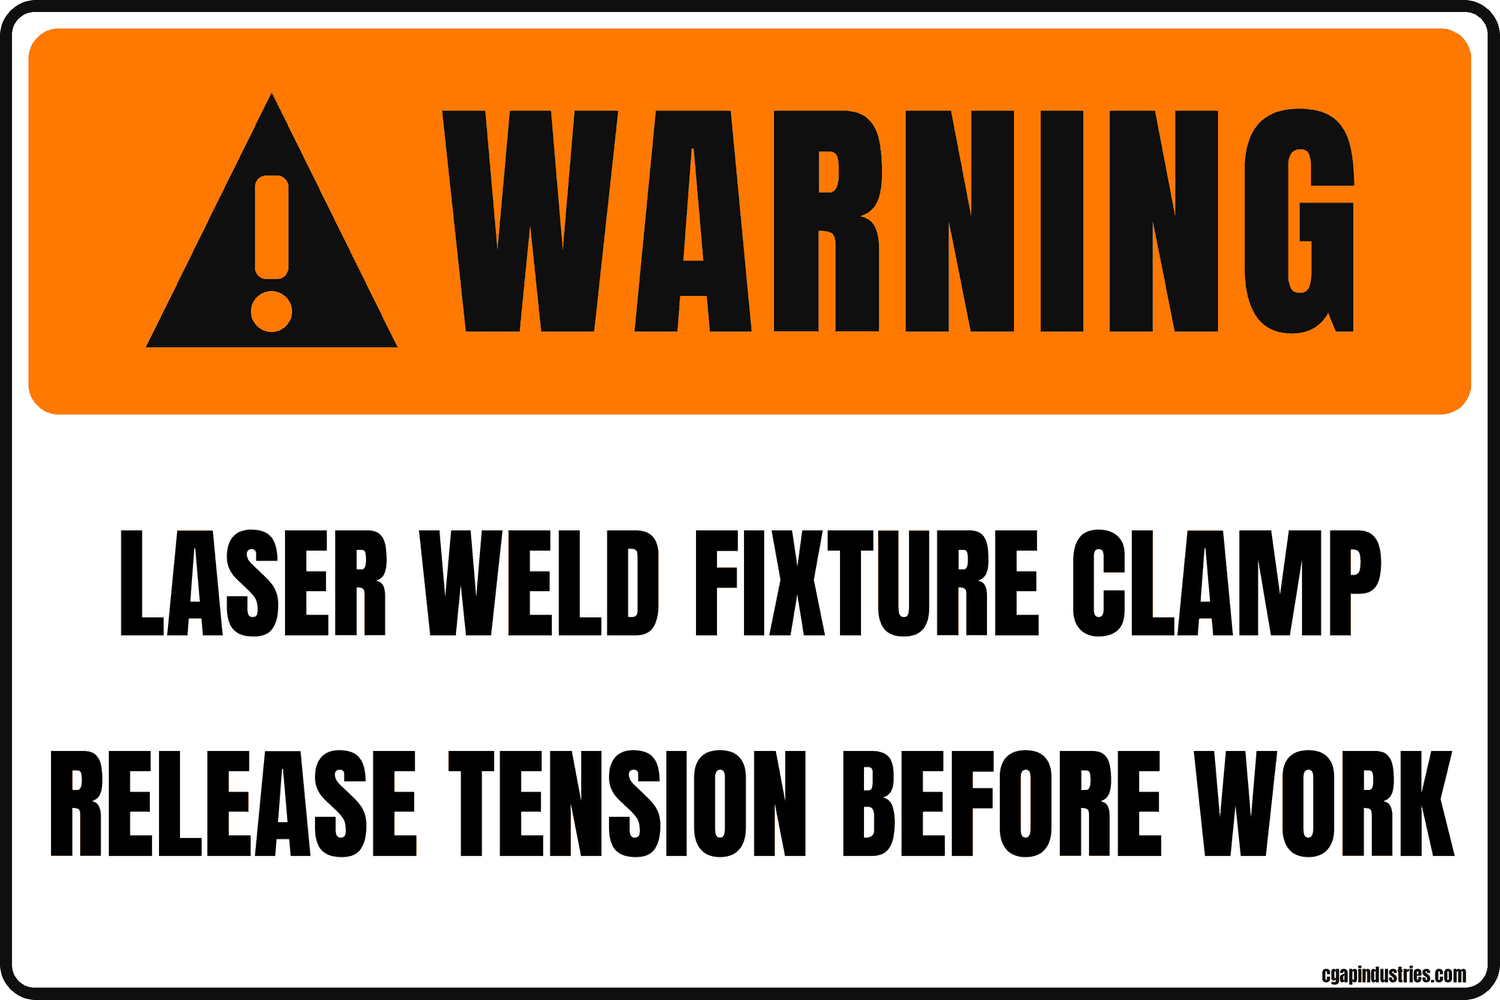 WARNING
LASER WELD FIXTURE CLAMP
RELEASE TENSION BEFORE WORK
cgapindustries.com